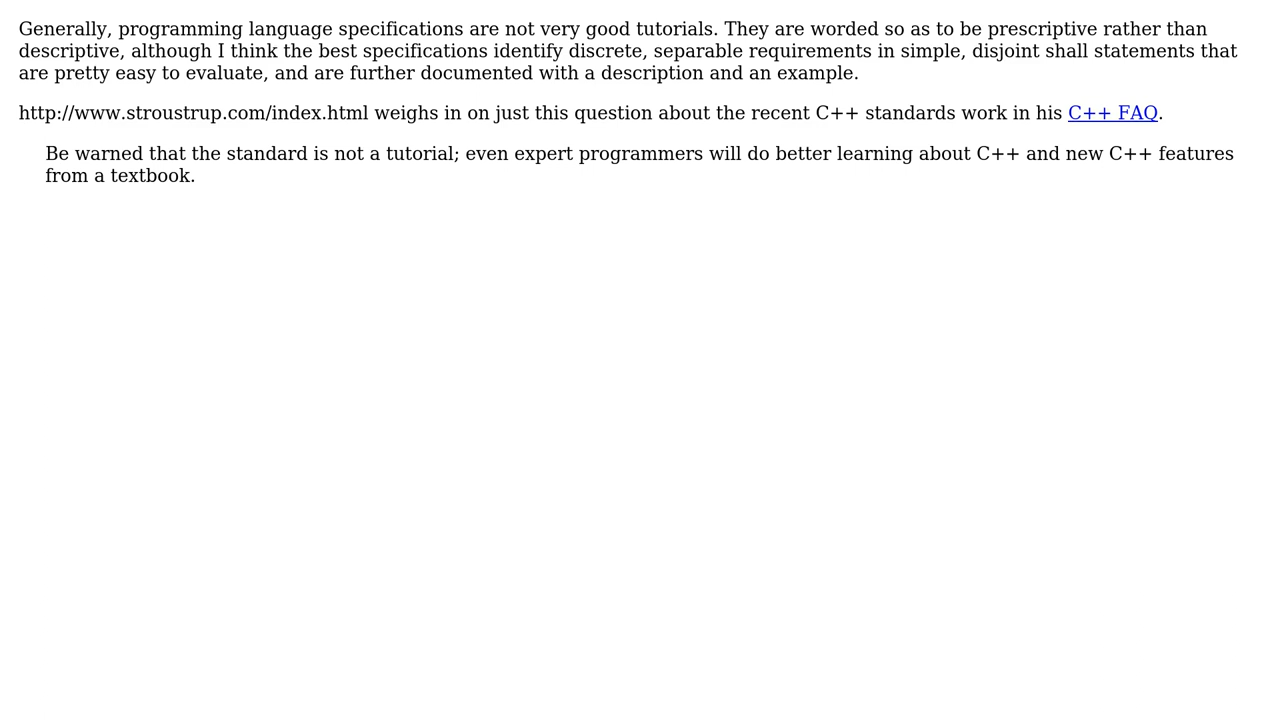 Generally, programming language specifications are not very good tutorials. They are worded so as to be prescriptive rather than
descriptive, although I think the best specifications identify discrete, separable requirements in simple, disjoint shall statements that
are pretty easy to evaluate, and are further documented with a description and an example.
http://www.stroustrup.com/index.html weighs in on just this question about the recent C++ standards work in his C++ FAQ.
Be warned that the standard is not a tutorial; even expert programmers will do better learning about C++ and new C++ features
from a textbook.